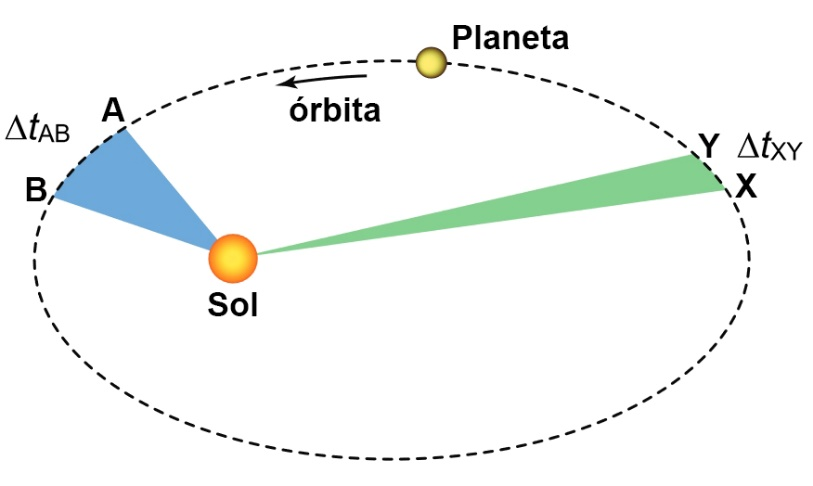 Planeta
órbita
A
ΔtAB
B
Y
ΔtXY
X
Sol